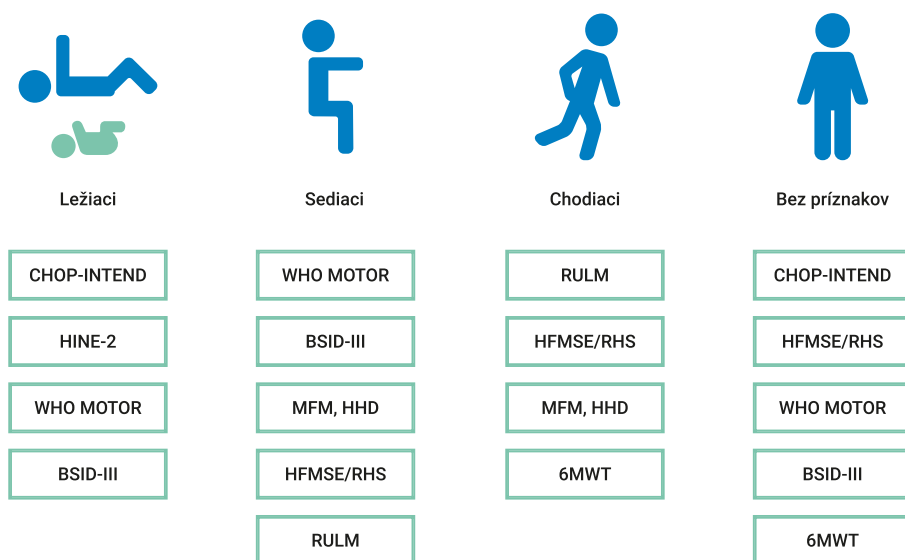 Ležiaci
Sediaci
Chodiaci
Bez príznakov
CHOP-INTEND
WHO MOTOR
RULM
CHOP-INTEND
HINE-2
BSID-III
HFMSE/RHS
HFMSE/RHS
WHO MOTOR
MFM, HHD
MFM, HHD
WHO MOTOR
BSID-III
HFMSE/RHS
6MWT
BSID-III
RULM
6MWT